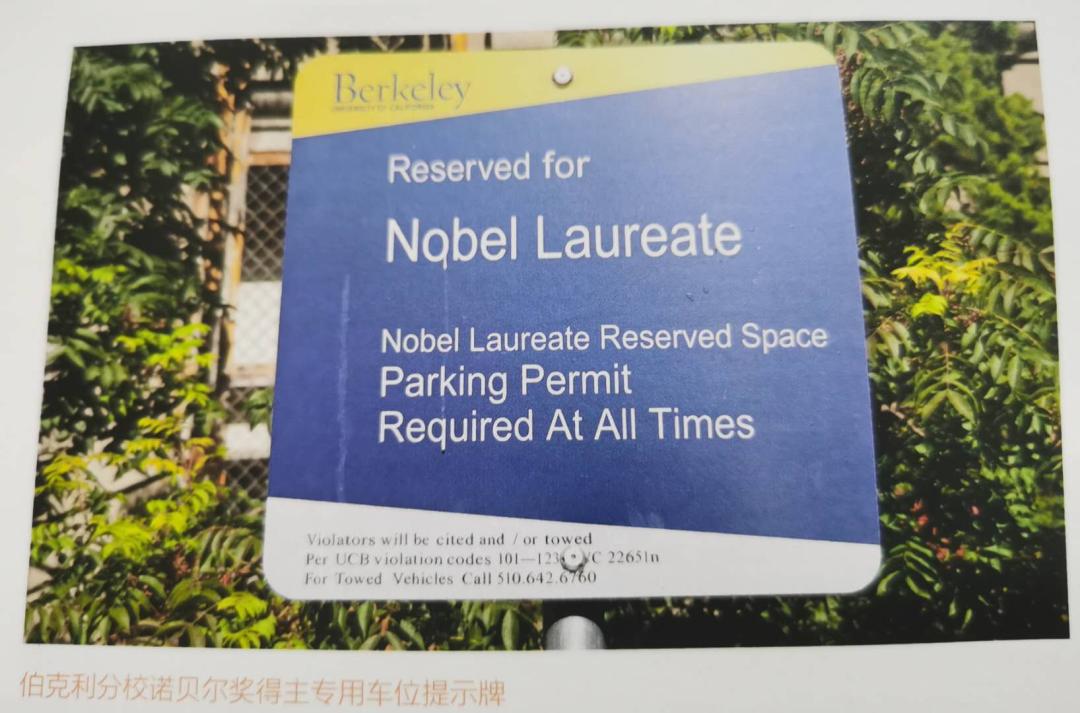 Berkeley
UNIVERSITY OF CALIFORNIA
Reserved for
Nobel Laureate
Nobel Laureate Reserved Space
Parking Permit
Required At All Times
Violators will be cited and / or towed
Per UCB violation codes 101—123 C 22651n
For Towed Vehicles Call 510.642.6760
伯克利分校诺贝尔奖得主专用车位提示牌